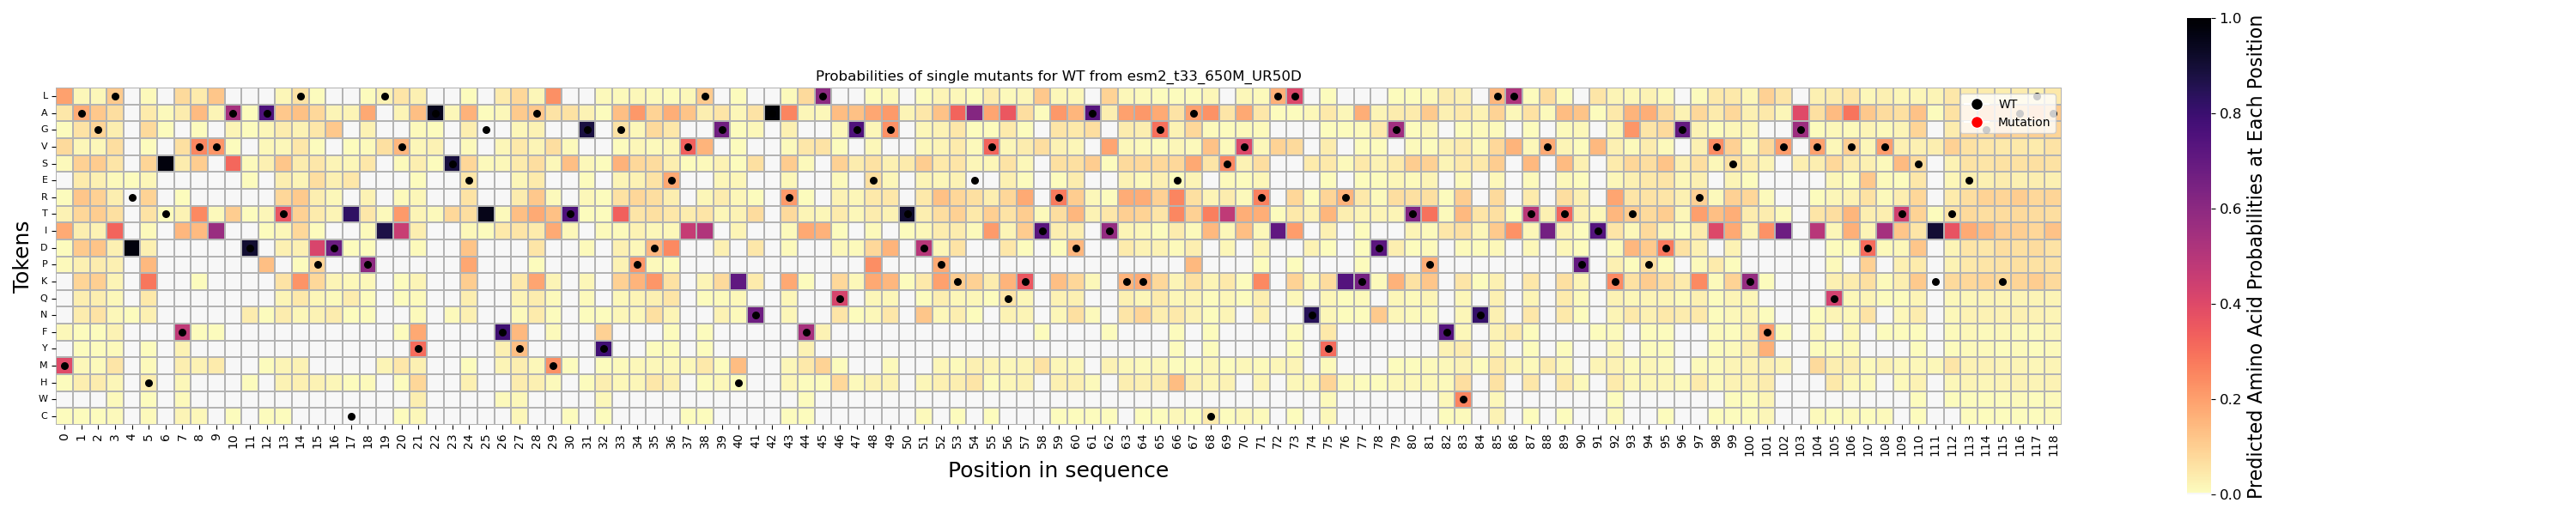 Probabilities of single mutants for WT from esm2_t33_650M_UR50D
Tokens
L
A
G
V
S
E
R
T
I
D
P
K
Q
N
F
Y
M
H
W
C
0 1 2 3 4 5 6 7 8 9 10 11 12 13 14 15 16 17 18 19 20 21 22 23 24 25 26 27 28 29 30 31 32 33 34 35 36 37 38 39 40 41 42 43 44 45 46 47 48 49 50 51 52 53 54 55 56 57 58 59 60 61 62 63 64 65 66 67 68 69 70 71 72 73 74 75 76 77 78 79 80 81 82 83 84 85 86 87 88 89 90 91 92 93 94 95 96 97 98 99 100 101 102 103 104 105 106 107 108 109 110 111 112 113 114 115 116 117 118
Position in sequence
WT
Mutation
1.0
0.8
0.6
0.4
0.2
0.0
Predicted Amino Acid Probabilities at Each Position